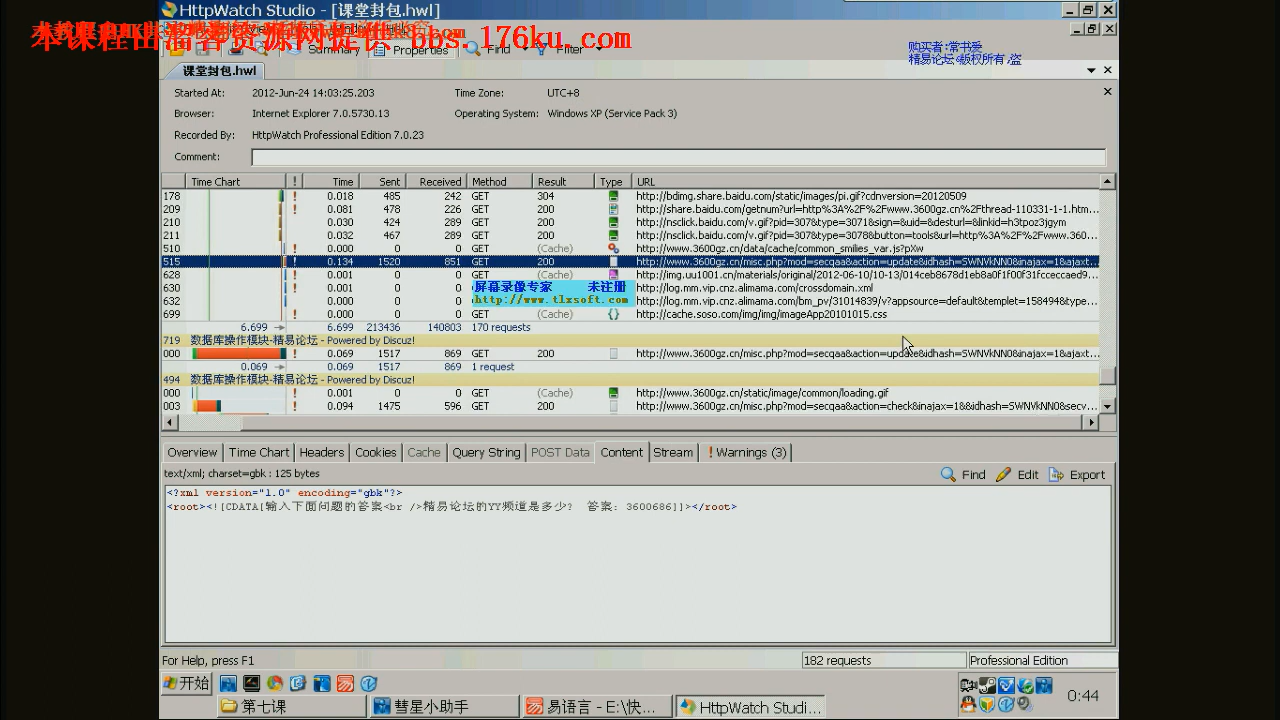 HttpWatch Studio - [课堂封包.hwl]
本课程由溜客资源网提供bbs.176ku.com
Summary Properties Find Filter
购买者:常书爱
精易论坛 版权所有,盗
课堂封包.hwl
Started At: 2012-Jun-24 14:03:25.203 Time Zone: UTC+8
Browser: Internet Explorer 7.0.5730.13 Operating System: Windows XP (Service Pack 3)
Recorded By: HttpWatch Professional Edition 7.0.23
Comment:
Time Chart ! Time Sent Received Method Result Type URL
178 ! 0.018 485 242 GET 304 http://bdimg.share.baidu.com/static/images/pi.gif?cdnversion=20120509
209 ! 0.081 478 226 GET 200 http://share.baidu.com/getnum?url=http%3A%2F%2Fwww.3600gz.cn%2Fthread-110331-1-1.htm...
210 0.030 424 289 GET 200 http://nsclick.baidu.com/v.gif?pid=307&type=3071&sign=&uid=&desturl=&linkid=h3tpoz3jgym
211 0.032 467 289 GET 200 http://nsclick.baidu.com/v.gif?pid=307&type=3078&button=tools&url=http%3A%2F%2Fwww.360...
510 ! 0.000 0 0 GET (Cache) http://www.3600gz.cn/data/cache/common_smilies_var.js?pXw
515 ! 0.134 1520 851 GET 200 http://www.3600gz.cn/misc.php?mod=secqaa&action=update&idhash=SWNVkNN0&inajax=1&ajaxt...
628 ! 0.001 0 0 GET (Cache) http://img.uu1001.cn/materials/original/2012-06-10/10-13/014ceb8678d1eb8a0f1f00f31fcceccaed9...
630 ! 0.001 0 0 http://log.mm.vip.cnz.alimama.com/crossdomain.xml
632 ! 0.000 0 0 http://log.mm.vip.cnz.alimama.com/bm_pv/31014839/v?appsource=default&templet=158494&type...
屏幕录像专家 未注册
http://www.tlxsoft.com
699 ! 0.000 0 0 GET (Cache) {} http://cache.soso.com/img/img/imageApp20101015.css
6.699 6.699 213436 140803 170 requests
719 数据库操作模块-精易论坛 - Powered by Discuz!
000 ! 0.069 1517 869 GET 200 http://www.3600gz.cn/misc.php?mod=secqaa&action=update&idhash=SWNVkNN0&inajax=1&ajaxt...
0.069 0.069 1517 869 1 request
494 数据库操作模块-精易论坛 - Powered by Discuz!
000 ! 0.001 0 0 GET (Cache) http://www.3600gz.cn/static/image/common/loading.gif
003 ! 0.094 1475 596 GET 200 http://www.3600gz.cn/misc.php?mod=secqaa&action=check&inajax=1&&idhash=SWNVkNN0&secv...
Overview Time Chart Headers Cookies Cache Query String POST Data Content Stream ! Warnings (3)
text/xml; charset=gbk : 125 bytes Find Edit Export
<?xml version="1.0" encoding="gbk"?>
<root><![CDATA[输入下面问题的答案<br />精易论坛的YY频道是多少? 答案: 3600686]]></root>
For Help, press F1 182 requests Professional Edition
开始
第七课 彗星小助手 易语言 - E:\快... HttpWatch Studi... 0:44